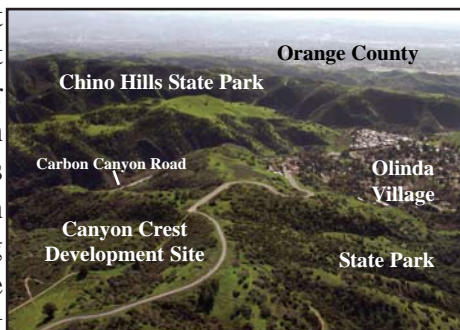 Orange County
Chino Hills State Park
Carbon Canyon Road
Olinda
Village
Canyon Crest
Development Site
State Park